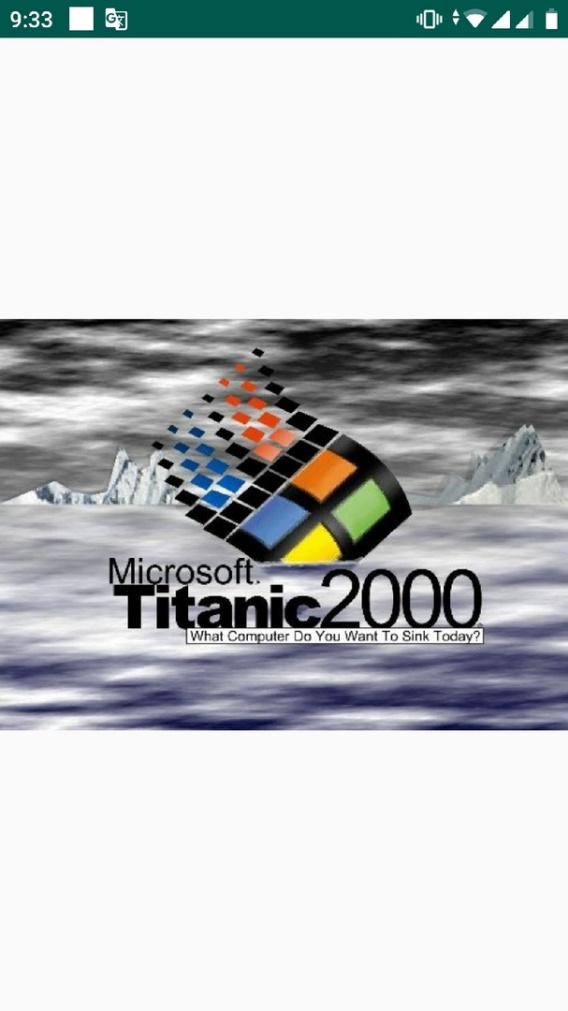 9:33
Microsoft.
Titanic2000
What Computer Do You Want To Sink Today?